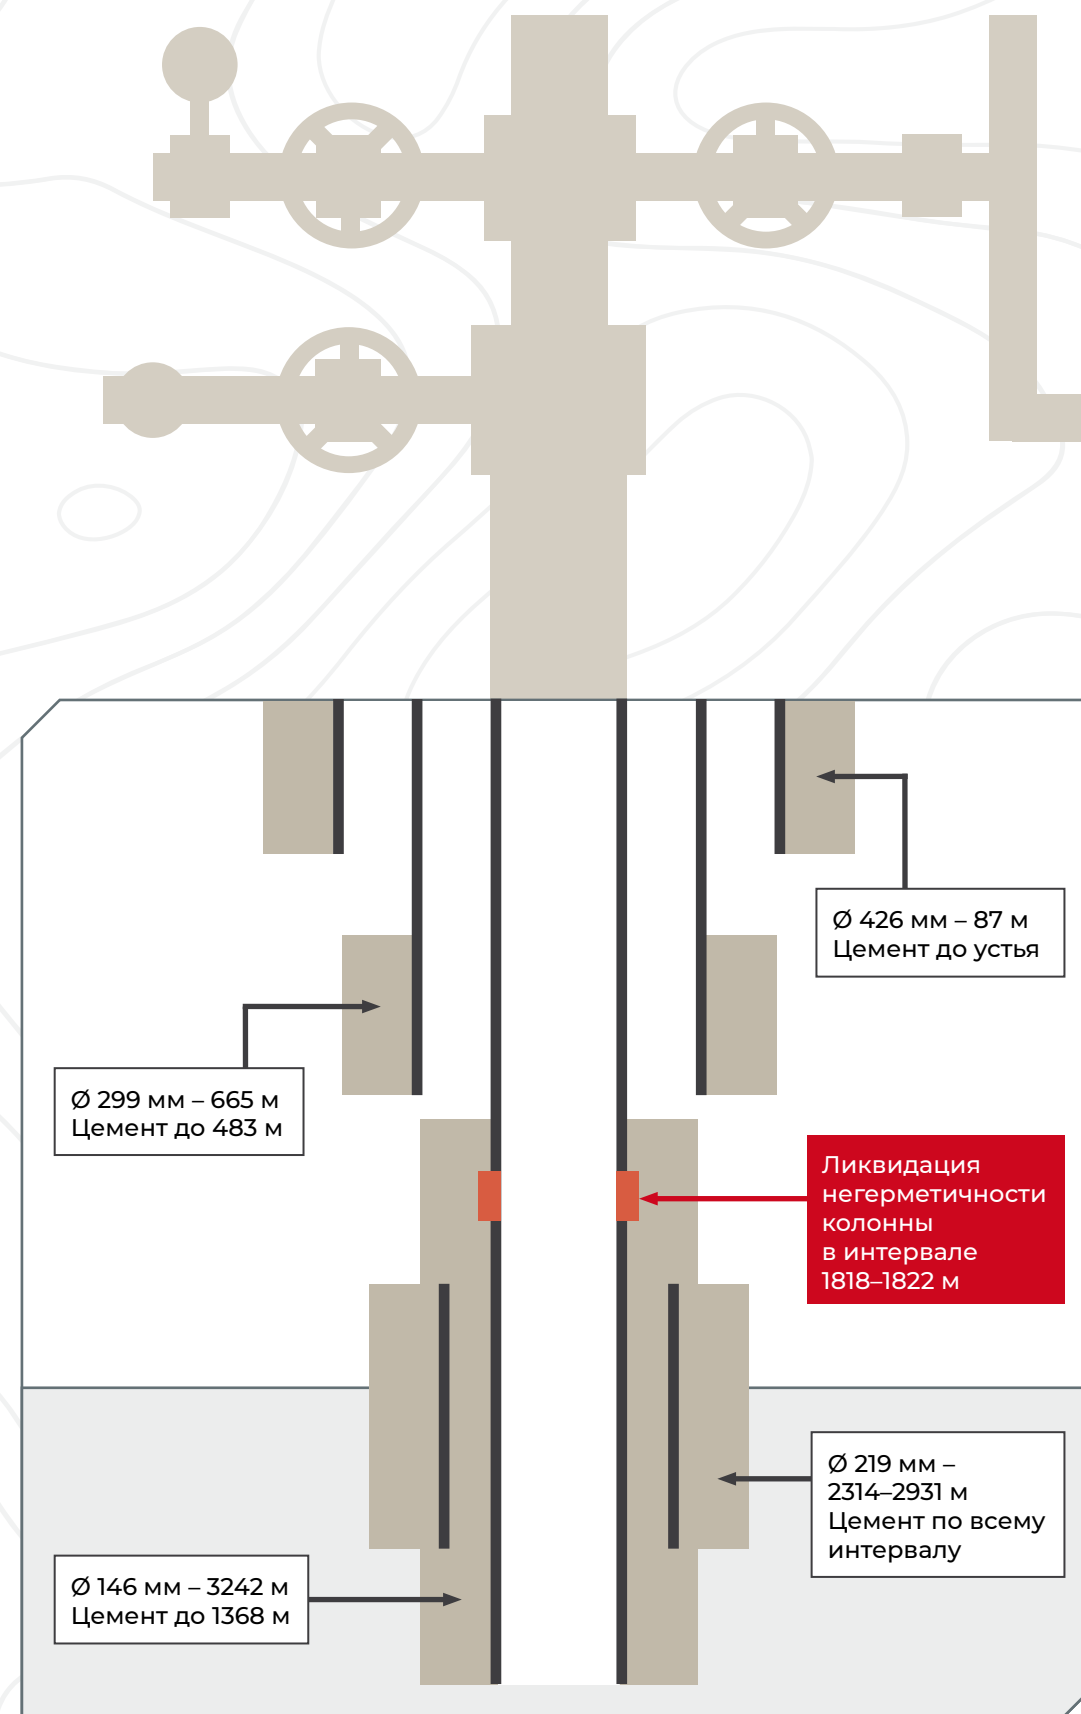 Ø 426 мм – 87 м
Цемент до устья
Ø 299 мм – 665 м
Цемент до 483 м
Ликвидация
негерметичности
колонны
в интервале
1818–1822 м
Ø 219 мм –
2314–2931 м
Цемент по всему
интервалу
Ø 146 мм – 3242 м
Цемент до 1368 м